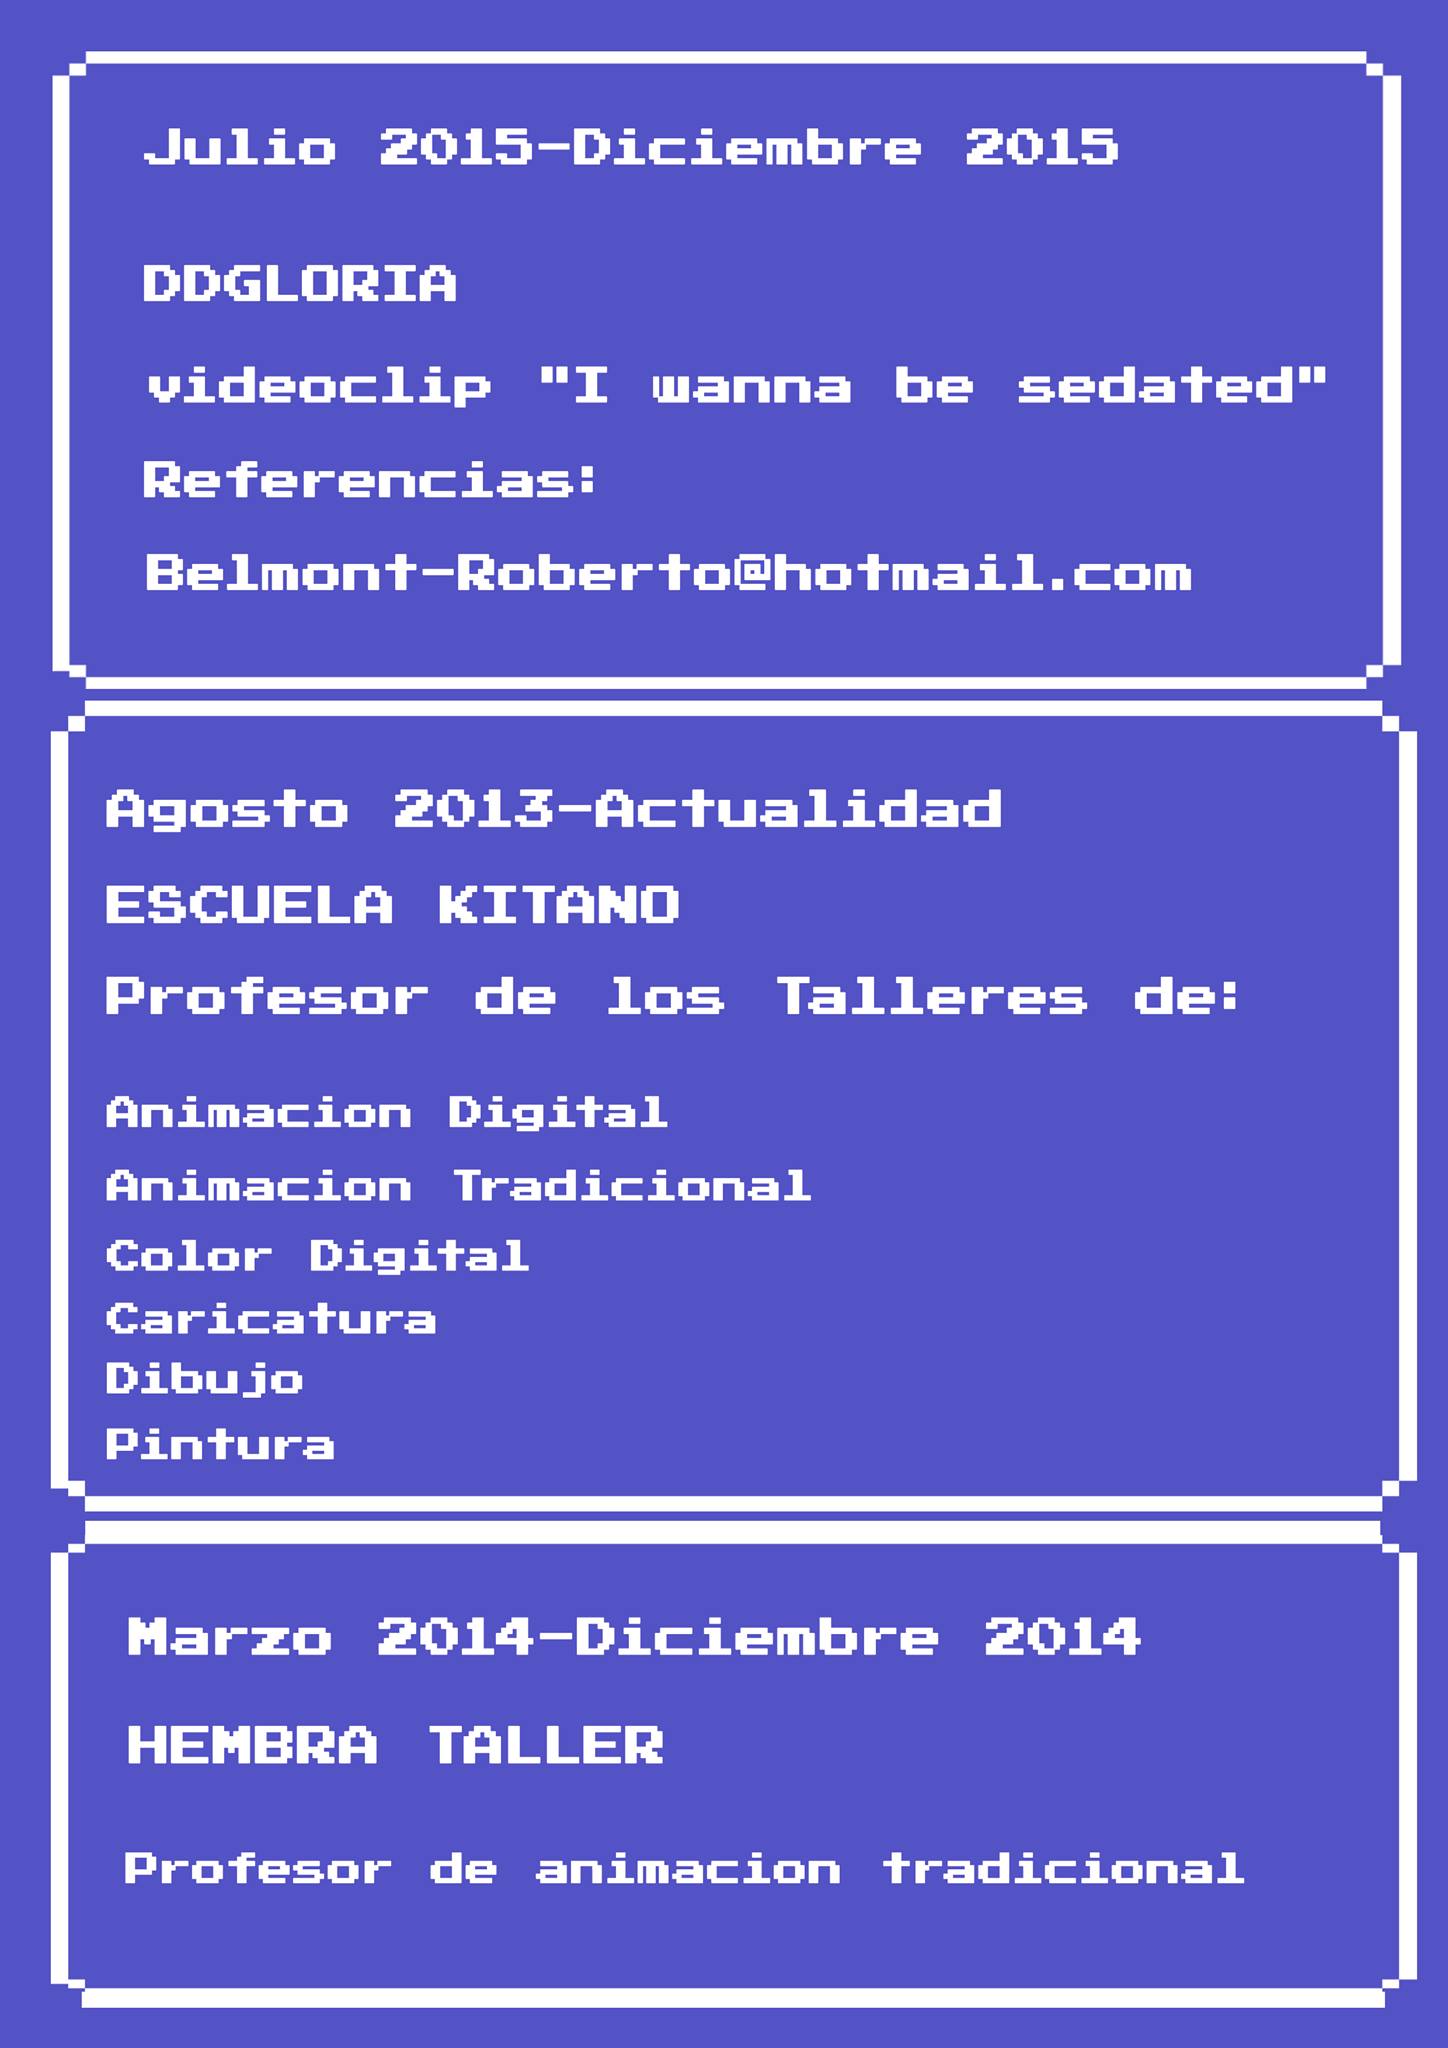 Julio 2015-Diciembre 2015
DDGLORIA
videoclip "I wanna be sedated"
Referencias:
Belmont-Roberto@hotmail.com
Agosto 2013-Actualidad
ESCUELA KITANO
Profesor de los Talleres de:
Animacion Digital
Animacion Tradicional
Color Digital
Caricatura
Dibujo
Pintura
Marzo 2014-Diciembre 2014
HEMBRA TALLER
Profesor de animacion tradicional